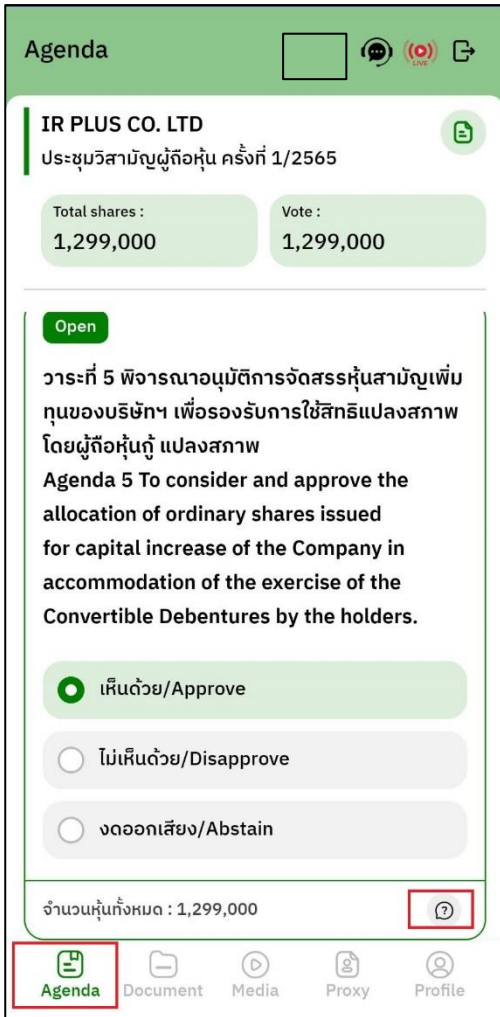 Agenda
LIVE
IR PLUS CO. LTD
ประชุมวิสามัญผู้ถือหุ้น ครั้งที่ 1/2565
Total shares :
1,299,000
Vote :
1,299,000
Open
วาระที่ 5 พิจารณาอนุมัติการจัดสรรหุ้นสามัญเพิ่ม
ทุนของบริษัทฯ เพื่อรองรับการใช้สิทธิแปลงสภาพ
โดยผู้ถือหุ้นกู้ แปลงสภาพ
Agenda 5 To consider and approve the
allocation of ordinary shares issued
for capital increase of the Company in
accommodation of the exercise of the
Convertible Debentures by the holders.
เห็นด้วย/Approve
ไม่เห็นด้วย/Disapprove
งดออกเสียง/Abstain
จำนวนหุ้นทั้งหมด : 1,299,000
Agenda
Document
Media
Proxy
Profile